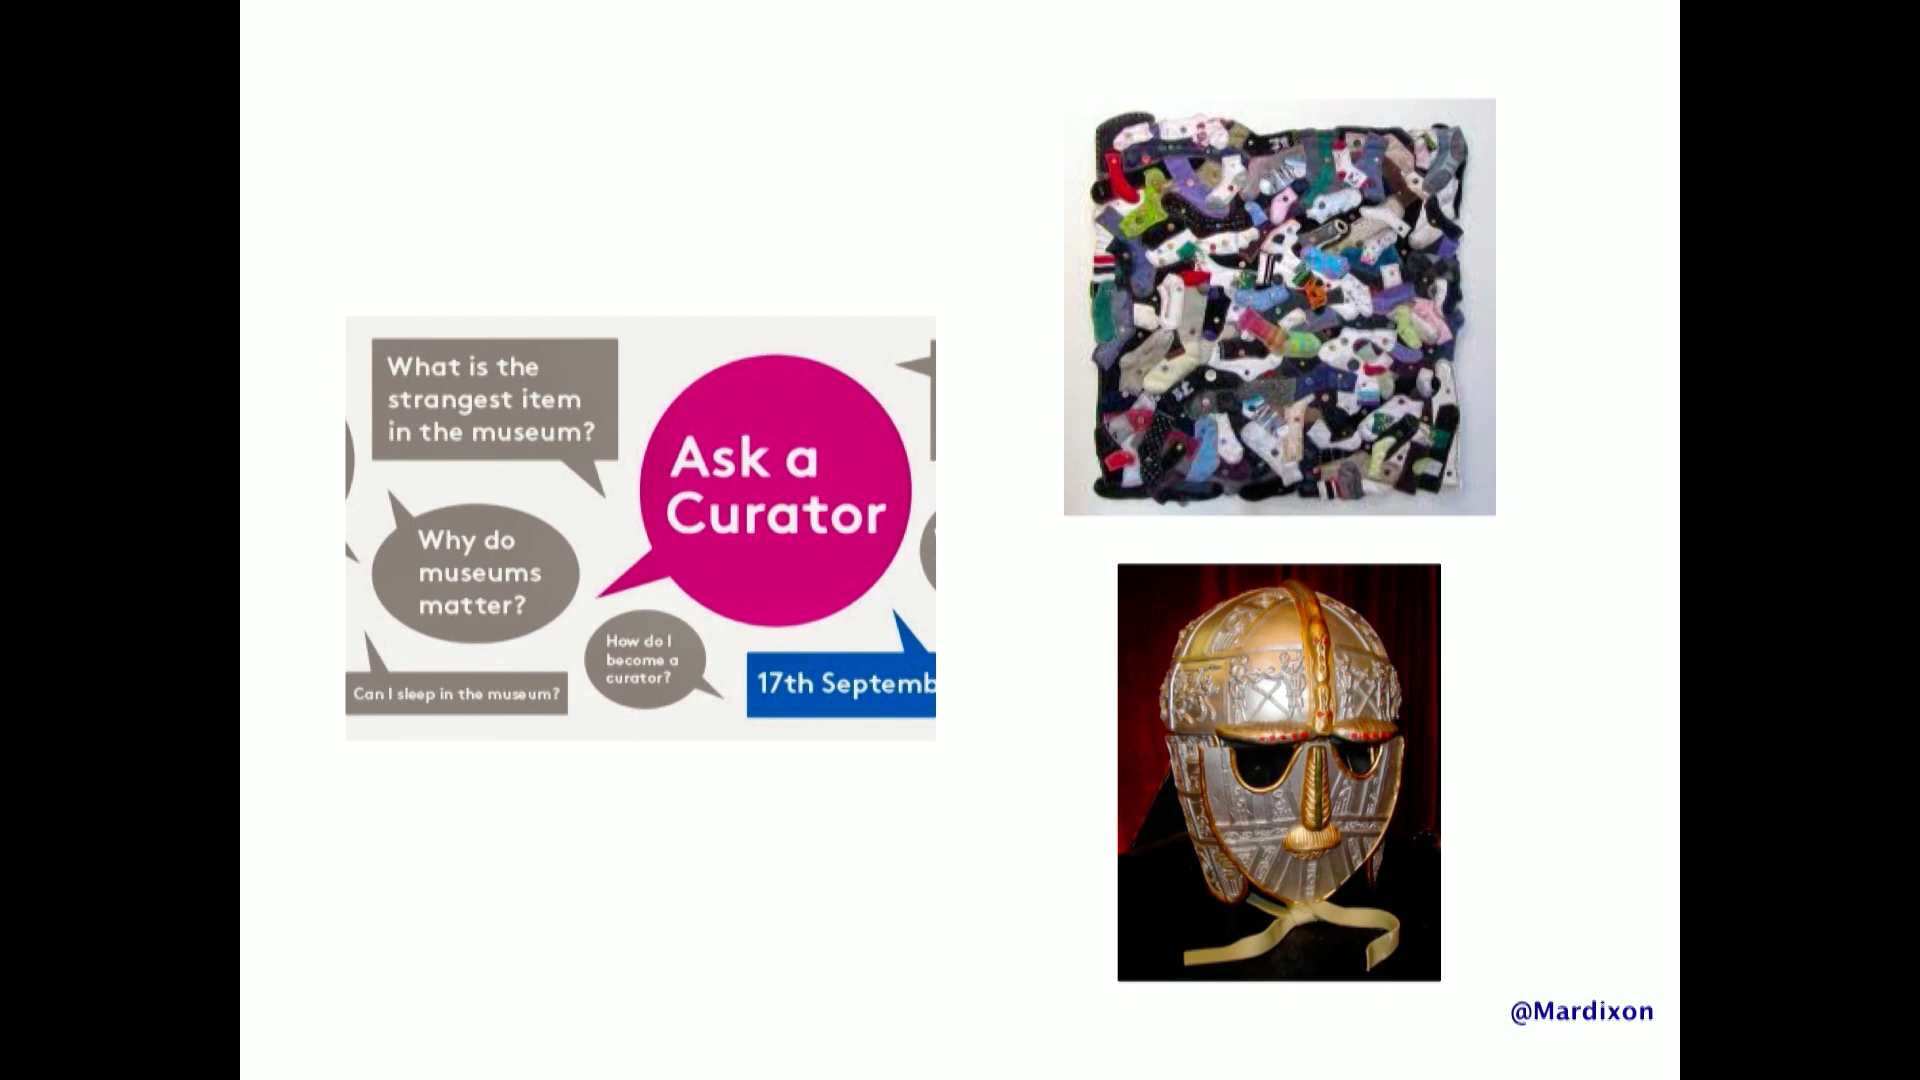 What is the
strangest item
in the museum?
Ask a
Curator
Why do
museums
matter?
How do I
become a
curator?
Can I sleep in the museum?
17th Septemb
@Mardixon